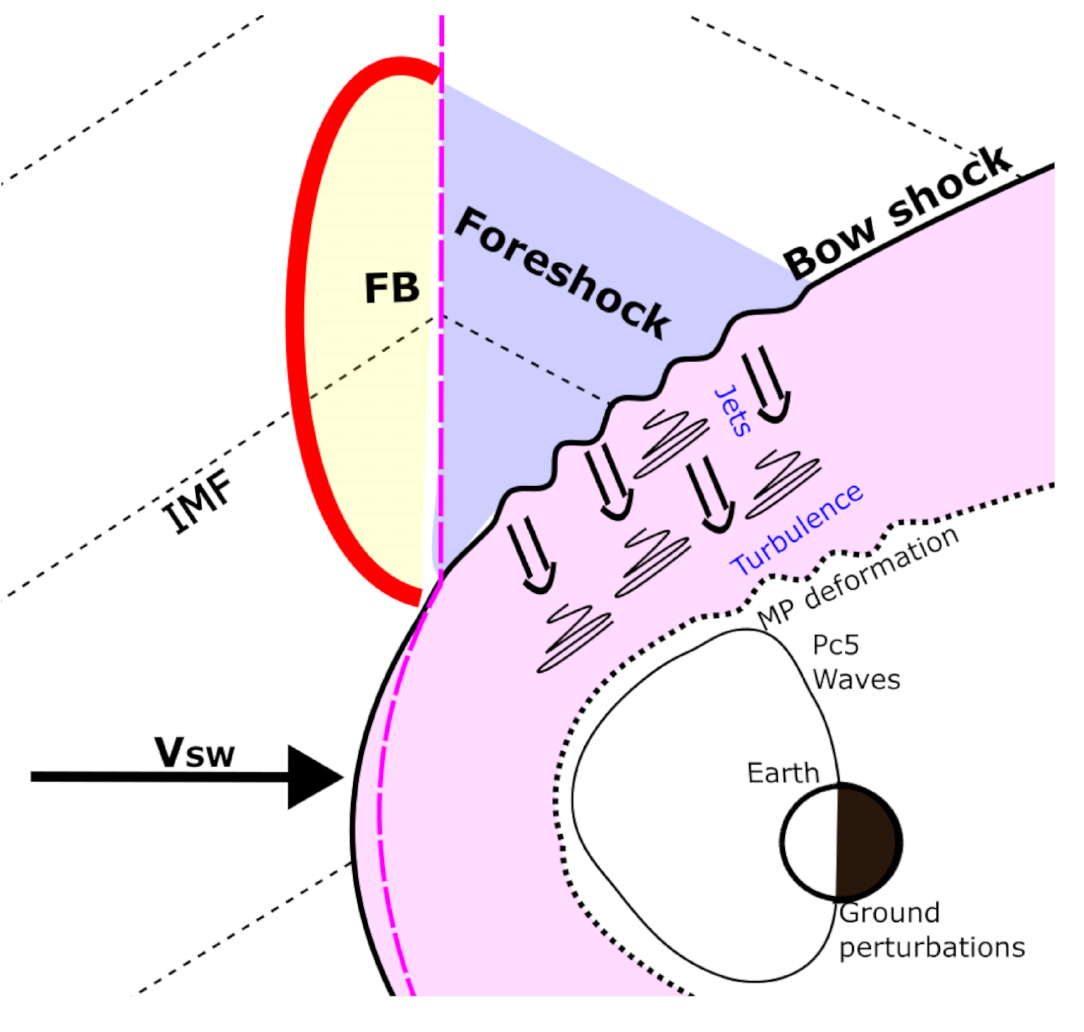 Bow shock
Foreshock
FB
Jets
IMF
Turbulence
MP deformation
Pc5
Waves
Vsw
Earth
Ground
perturbations